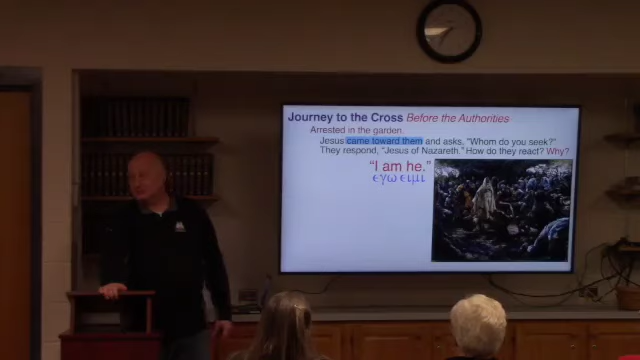 Journey to the Cross Before the Authorities
Arrested in the garden.
Jesus came toward them and asks, “Whom do you seek?”
They respond, “Jesus of Nazareth.” How do they react? Why?
“I am he.”
εγω ειμι